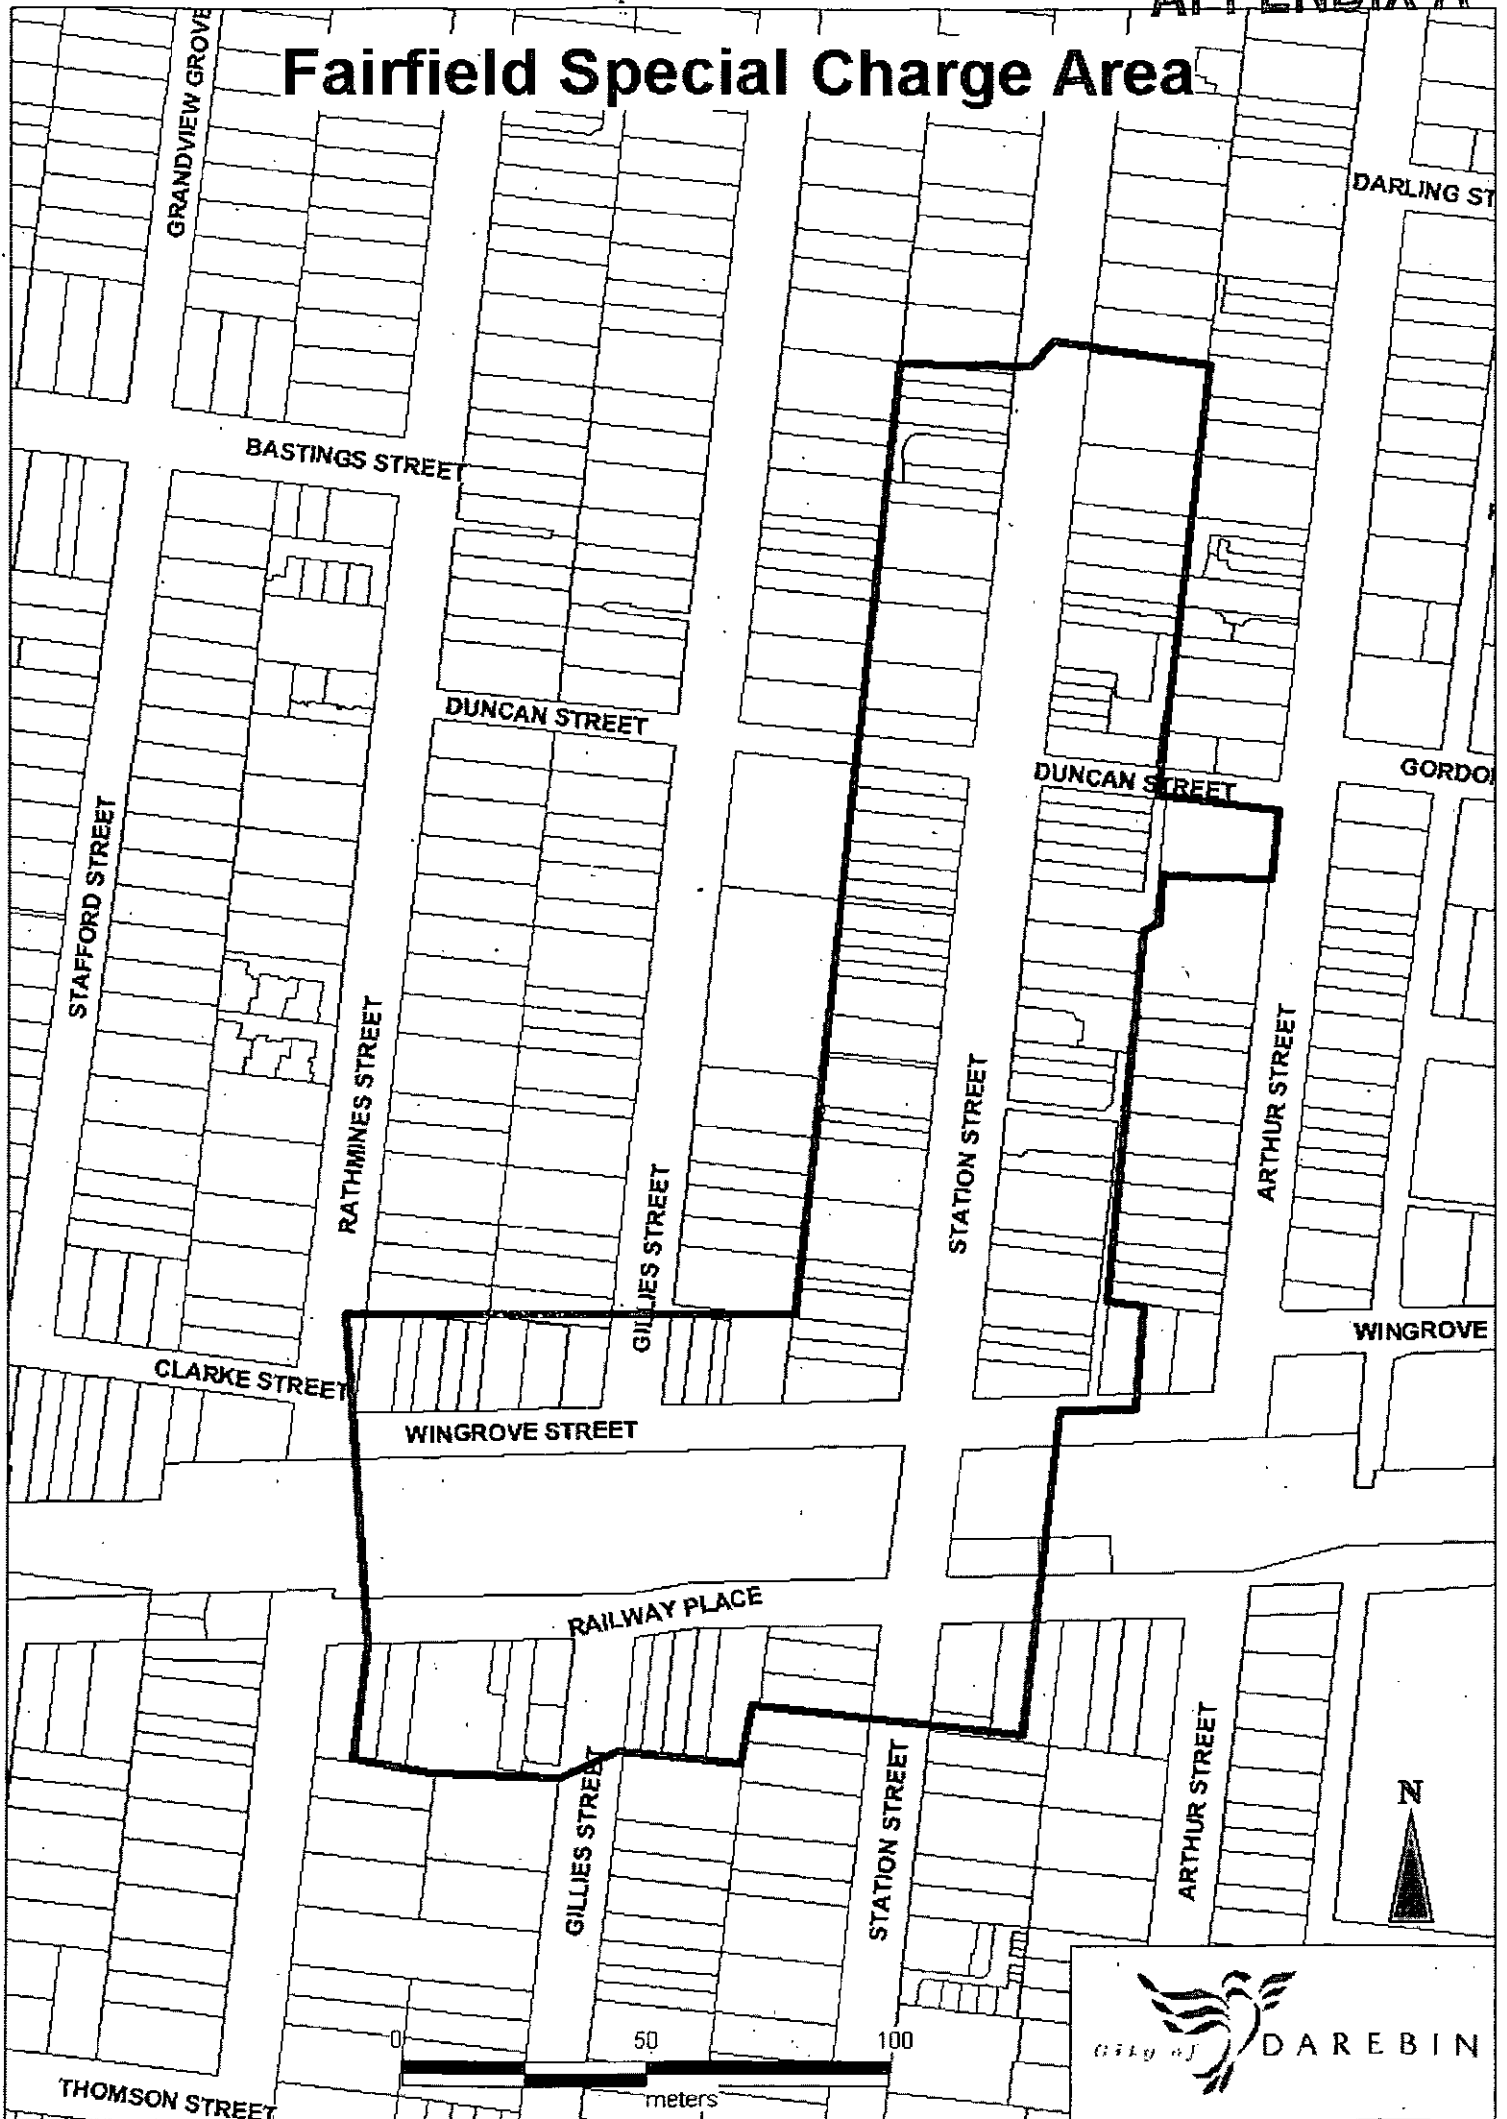 APPENDIX A
Fairfield Special Charge Area
GRANDVIEW GROVE
DARLING ST
BASTINGS STREET
DUNCAN STREET
DUNCAN STREET
GORDO
STAFFORD STREET
RATHMINES STREET
GILLIES STREET
STATION STREET
ARTHUR STREET
WINGROVE
CLARKE STREET
WINGROVE STREET
RAILWAY PLACE
GILLIES STREET
STATION STREET
ARTHUR STREET
N
0 50 100
meters
City of DAREBIN
THOMSON STREET